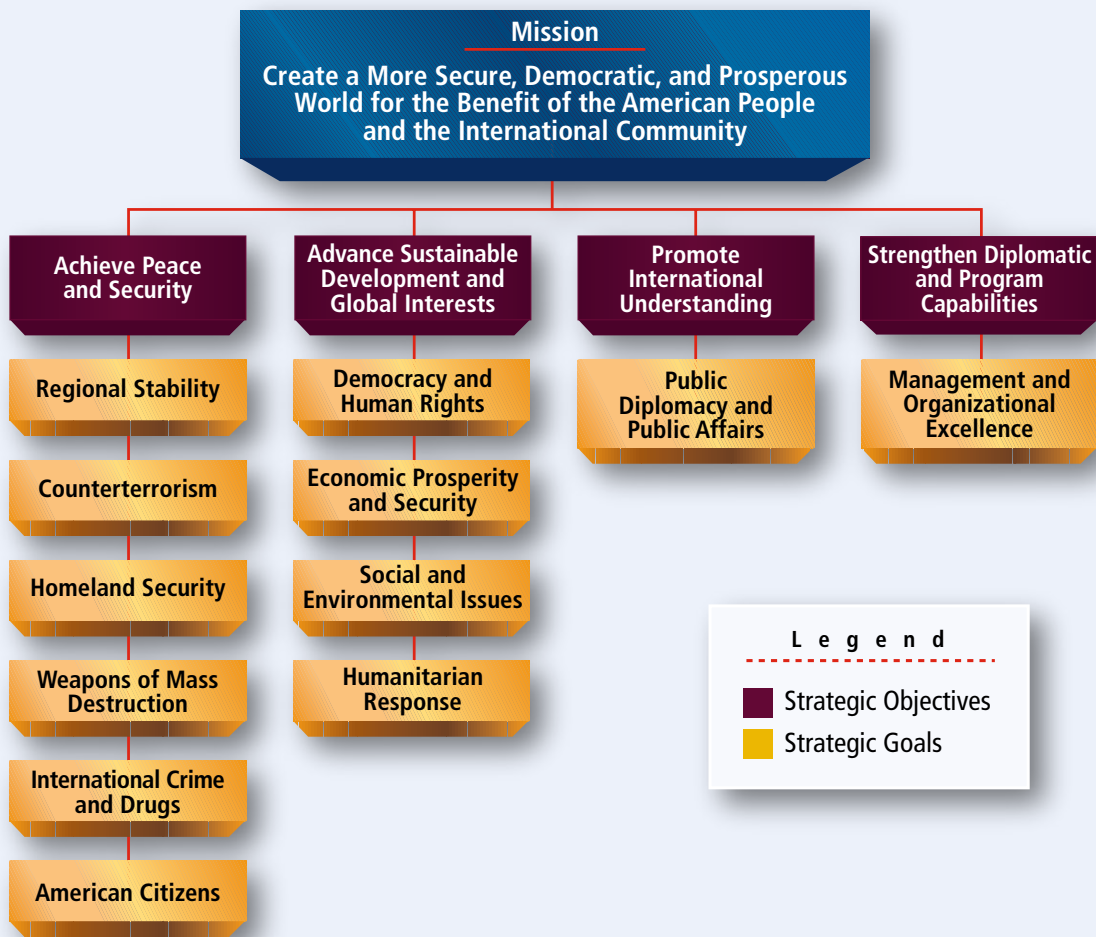 Mission
Create a More Secure, Democratic, and Prosperous
World for the Benefit of the American People
and the International Community
Achieve Peace
and Security
Regional Stability
Counterterrorism
Homeland Security
Weapons of Mass
Destruction
International Crime
and Drugs
American Citizens
Advance Sustainable
Development and
Global Interests
Democracy and
Human Rights
Economic Prosperity
and Security
Social and
Environmental Issues
Humanitarian
Response
Promote
International
Understanding
Public
Diplomacy and
Public Affairs
Strengthen Diplomatic
and Program
Capabilities
Management and
Organizational
Excellence
Legend
Strategic Objectives
Strategic Goals